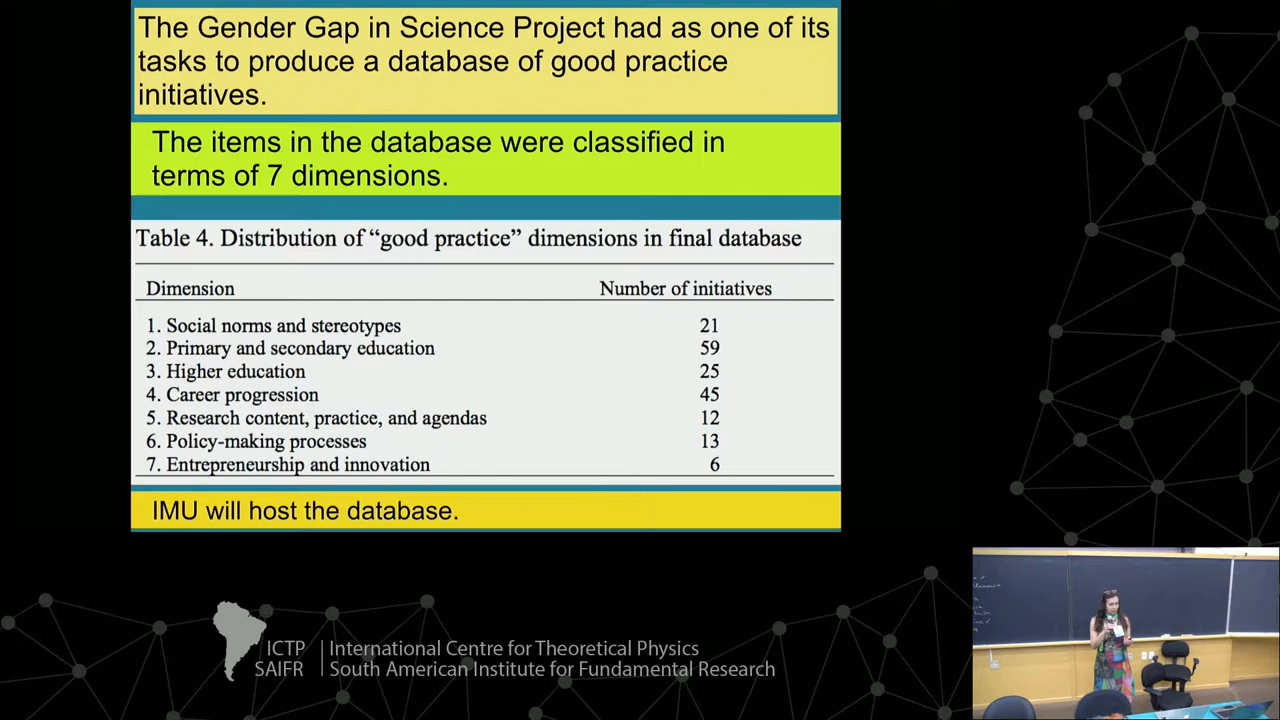 The Gender Gap in Science Project had as one of its
tasks to produce a database of good practice
initiatives.
The items in the database were classified in
terms of 7 dimensions.
Table 4. Distribution of “good practice” dimensions in final database
Dimension Number of initiatives
1. Social norms and stereotypes 21
2. Primary and secondary education 59
3. Higher education 25
4. Career progression 45
5. Research content, practice, and agendas 12
6. Policy-making processes 13
7. Entrepreneurship and innovation 6
IMU will host the database.
ICTP International Centre for Theoretical Physics
SAIFR South American Institute for Fundamental Research